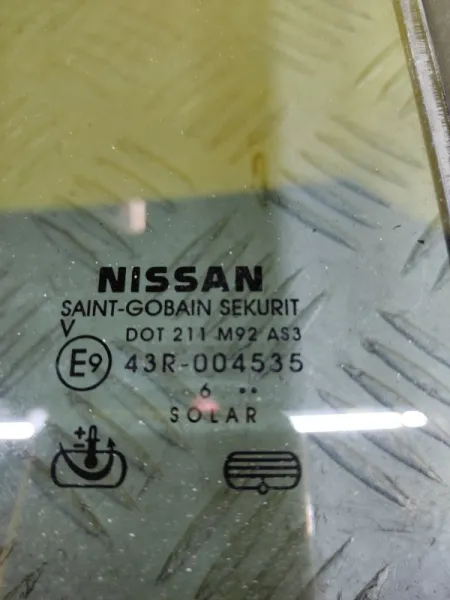 NISSAN
SAINT-GOBAIN SEKURIT
V
DOT 211 M92 AS3
E9 43R-004535
6 ••
SOLAR